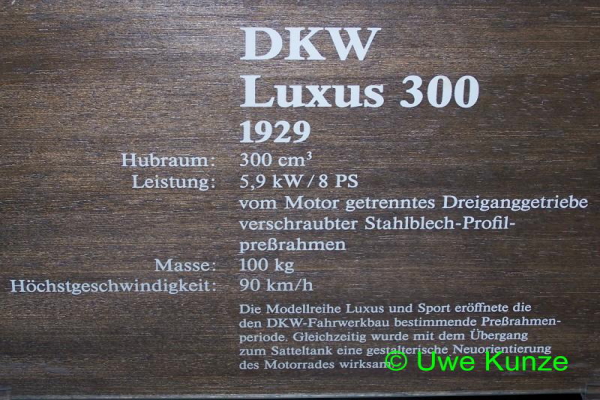 DKW
Luxus 300
1929
Hubraum: 300 cm³
Leistung: 5,9 kW/8 PS
vom Motor getrenntes Dreiganggetriebe
verschraubter Stahlblech-Profil-
preßrahmen
Masse: 100 kg
Höchstgeschwindigkeit: 90 km/h
Die Modellreihe Luxus und Sport eröffnete die
den DKW-Fahrwerkbau bestimmende Preßrahmen-
periode. Gleichzeitig wurde mit dem Übergang
zum Satteltank eine gestalterische Neuorientierung
des Motorrades wirksam
© Uwe Kunze